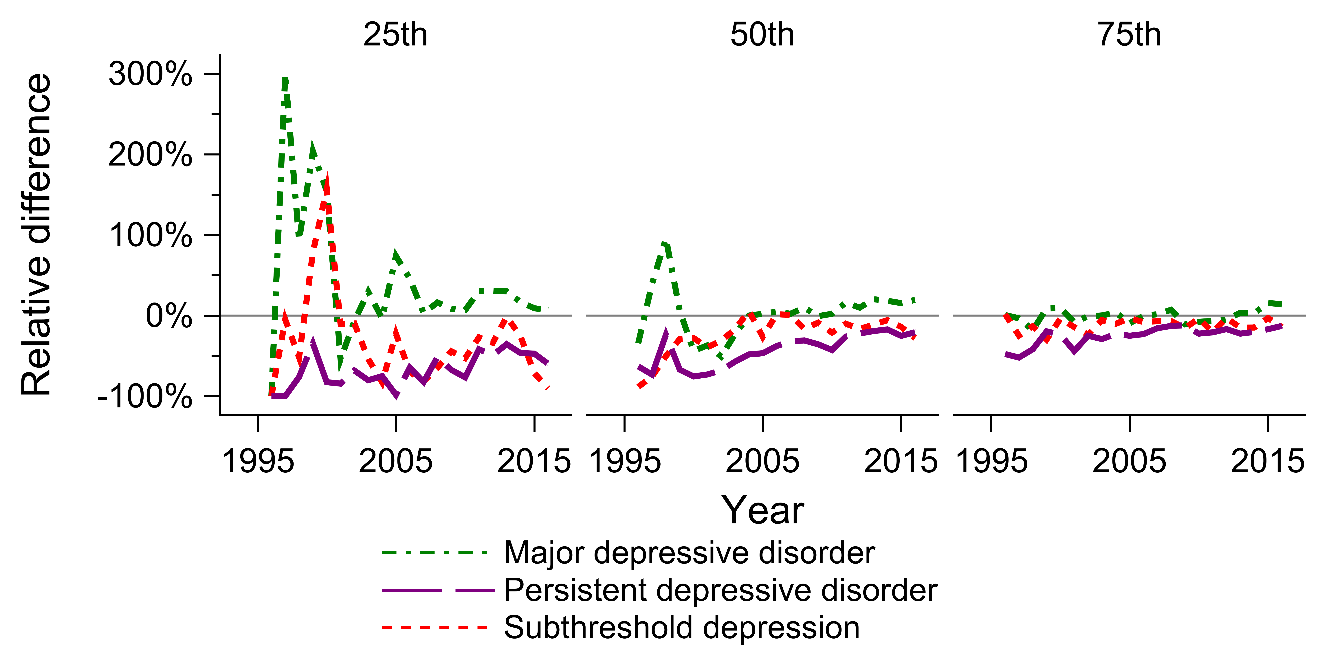 25th 50th 75th
300%
200%
100%
0%
-100%
Relative difference
1995 2005 2015 1995 2005 2015 1995 2005 2015
Year
Major depressive disorder
Persistent depressive disorder
Subthreshold depression